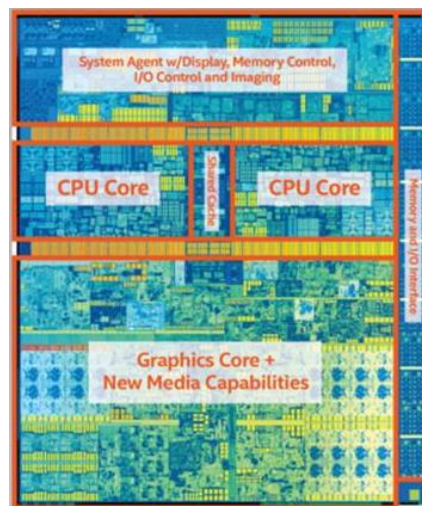 System Agent w/Display, Memory Control,
I/O Control and Imaging
CPU Core
Shared Cache
CPU Core
Memory and I/O Interface
Graphics Core +
New Media Capabilities